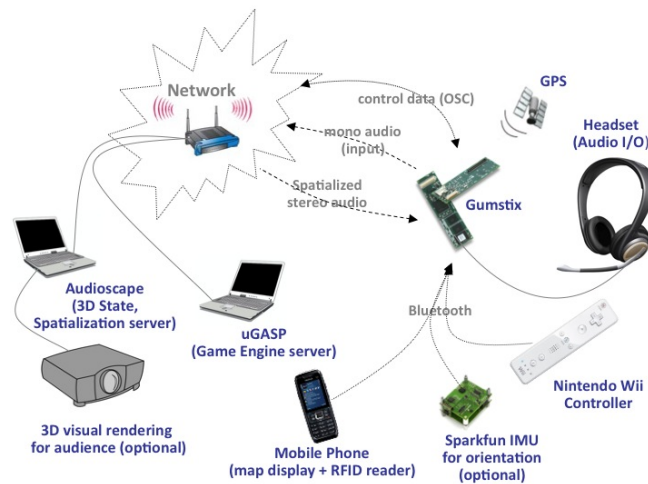 Network
control data (OSC)
GPS
mono audio
(input)
Headset
(Audio I/O)
Spatialized
stereo audio
Gumstix
Audioscape
(3D State,
Spatialization server)
uGASP
(Game Engine server)
Bluetooth
Nintendo Wii
Controller
3D visual rendering
for audience (optional)
Mobile Phone
(map display + RFID reader)
Sparkfun IMU
for orientation
(optional)